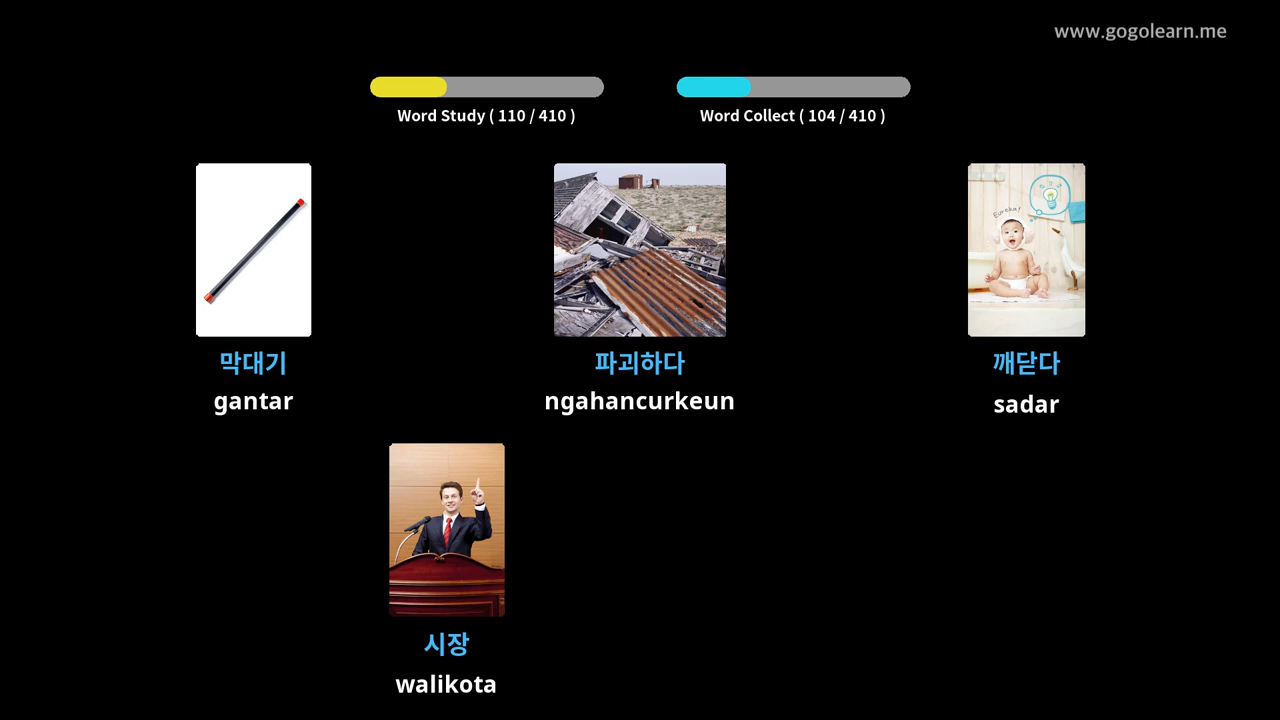 www.gogolearn.me
Word Study ( 110 / 410 )
Word Collect ( 104 / 410 )
Eureka!
막대기
gantar
파괴하다
ngahancurkeun
깨닫다
sadar
시장
walikota